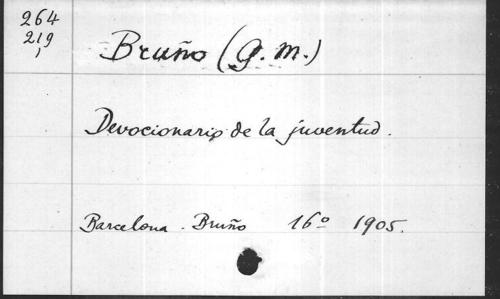 264
219
1
Bruño (G. M.)
Devocionario de la juventud.
Barcelona. Bruño 16º 1905.